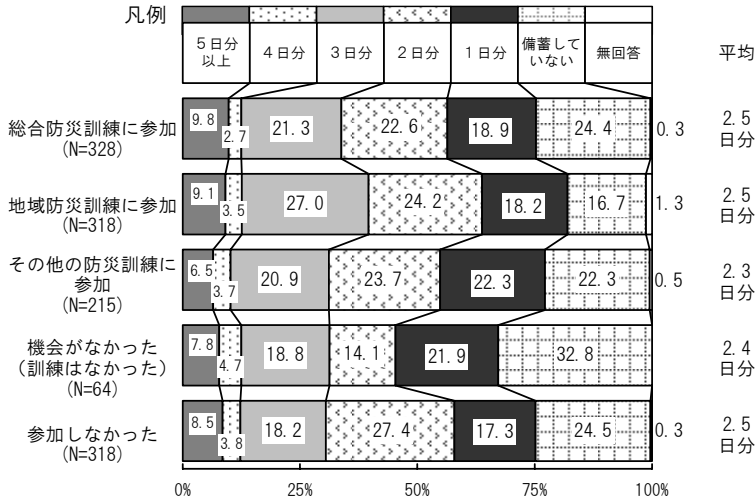 凡例
5日分
以上
4日分
3日分
2日分
1日分
備蓄して
いない
無回答
平均
総合防災訓練に参加
(N=328)
9.8
2.7
21.3
22.6
18.9
24.4
0.3
2.5
日分
地域防災訓練に参加
(N=318)
9.1
3.5
27.0
24.2
18.2
16.7
1.3
2.5
日分
その他の防災訓練に
参加
(N=215)
6.5
3.7
20.9
23.7
22.3
22.3
0.5
2.3
日分
機会がなかった
(訓練はなかった)
(N=64)
7.8
4.7
18.8
14.1
21.9
32.8
2.4
日分
参加しなかった
(N=318)
8.5
3.8
18.2
27.4
17.3
24.5
0.3
2.5
日分
0%
25%
50%
75%
100%